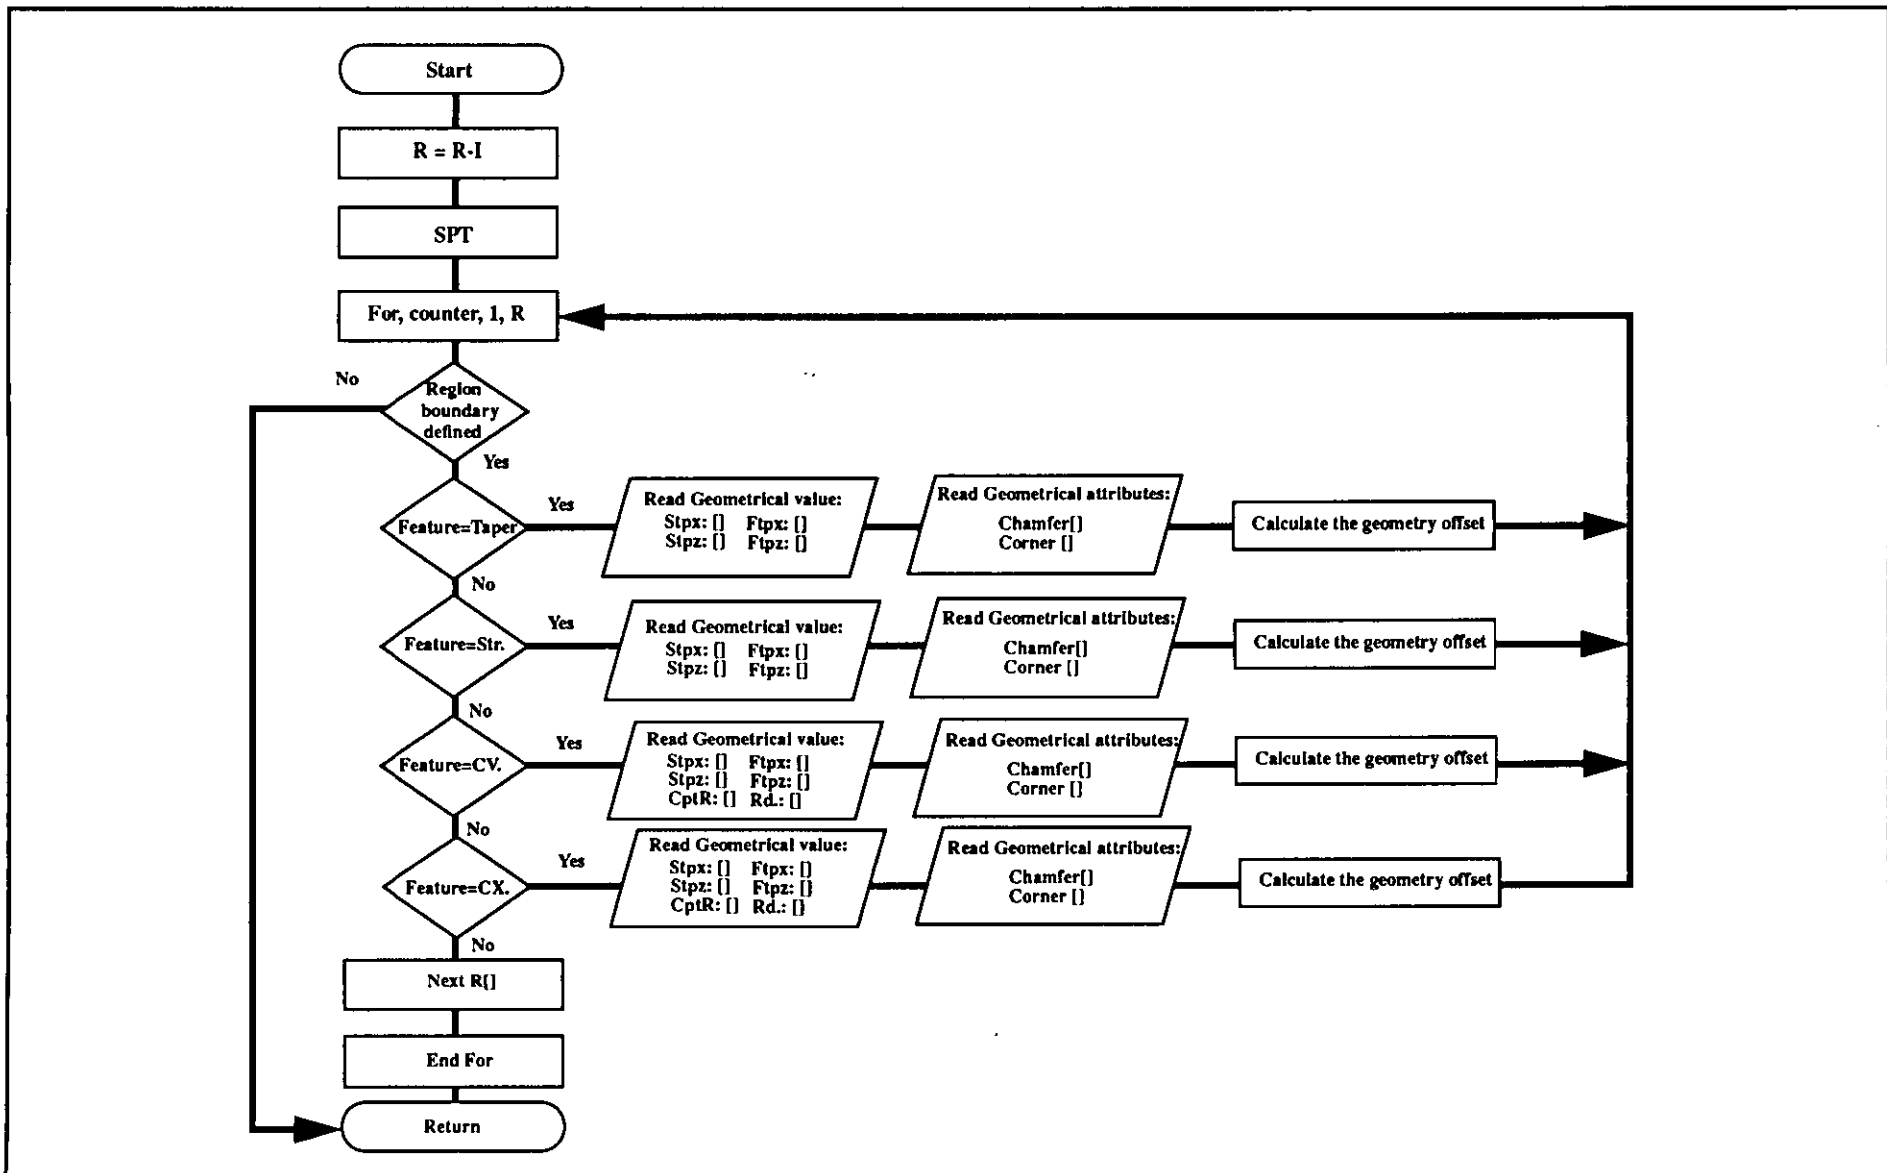 Start
R = R-I
SPT
For, counter, 1, R
No
Region
boundary
defined
Yes
Feature=Taper
Yes
Read Geometrical value:
Stpx: [] Ftpx: []
Stpz: [] Ftpz: []
Read Geometrical attributes:
Chamfer[]
Corner []
Calculate the geometry offset
No
Feature=Str.
Yes
Read Geometrical value:
Stpx: [] Ftpx: []
Stpz: [] Ftpz: []
Read Geometrical attributes:
Chamfer[]
Corner []
Calculate the geometry offset
No
Feature=CV.
Yes
Read Geometrical value:
Stpx: [] Ftpx: []
Stpz: [] Ftpz: []
CptR: [] Rd.: []
Read Geometrical attributes:
Chamfer[]
Corner []
Calculate the geometry offset
No
Feature=CX.
Yes
Read Geometrical value:
Stpx: [] Ftpx: []
Stpz: [] Ftpz: []
CptR: [] Rd.: []
Read Geometrical attributes:
Chamfer[]
Corner []
Calculate the geometry offset
No
Next R[]
End For
Return